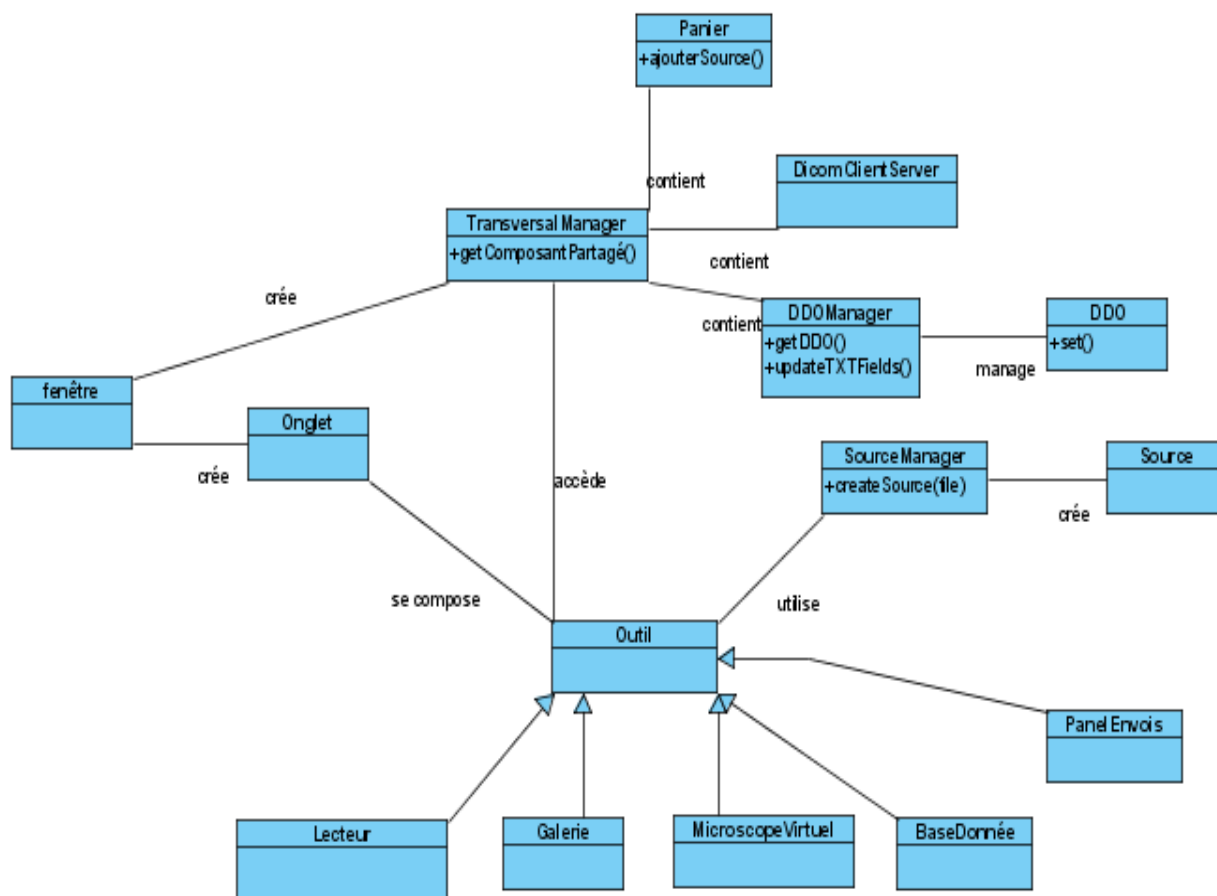 Panier
+ajouterSource()
DicomClientServer
contient
TransversalManager
+getComposantPartagé()
contient
crée
DDOManager
+getDDO()
+updateTXTFields()
contient
DDO
+set()
manage
fenêtre
Onglet
crée
SourceManager
+createSource(file)
Source
accède
crée
se compose
utilise
Outil
PanelEnvois
Lecteur
Galerie
MicroscopeVirtuel
BaseDonnée